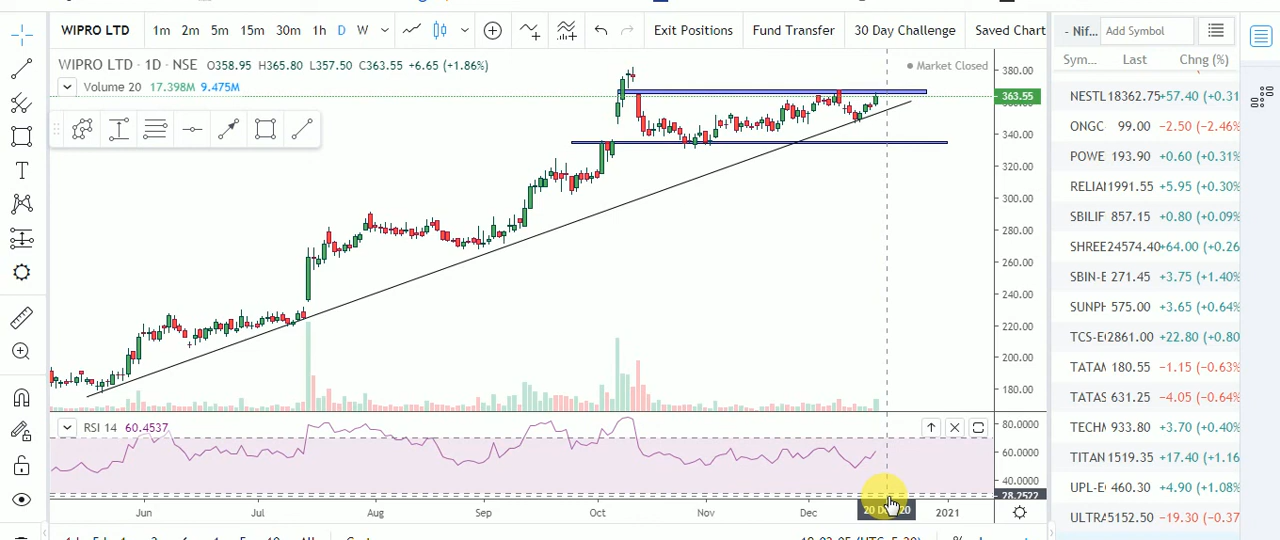 WIPRO LTD 1m 2m 5m 15m 30m 1h D W Exit Positions Fund Transfer 30 Day Challenge Saved Chart
- Nif... Add Symbol
WIPRO LTD · 1D · NSE O358.95 H365.80 L357.50 C363.55 +6.65 (+1.86%)
Market Closed
Sym... Last Chng (%)
Volume 20 17.398M 9.475M
380.00
363.55
340.00
320.00
300.00
280.00
260.00
240.00
220.00
200.00
180.00
NESTL 18362.75 +57.40 (+0.31
ONGC 99.00 −2.50 (−2.46%
POWE 193.90 +0.60 (+0.31%
RELIAI 1991.55 +5.95 (+0.30%
SBILIF 857.15 +0.80 (+0.09%
SHREE 24574.40 +64.00 (+0.26
SBIN-E 271.45 +3.75 (+1.40%
SUNPH 575.00 +3.65 (+0.64%
TCS-E 2861.00 +22.80 (+0.80
TATAM 180.55 −1.15 (−0.63%
TATAS 631.25 −4.05 (−0.64%
TECHM 933.80 +3.70 (+0.40%
TITAN 1519.35 +17.40 (+1.16
UPL-E 460.30 +4.90 (+1.08%
ULTRA 5152.50 −19.30 (−0.37
RSI 14 60.4537
80.0000
60.0000
40.0000
28.2522
Jun Jul Aug Sep Oct Nov Dec 2021